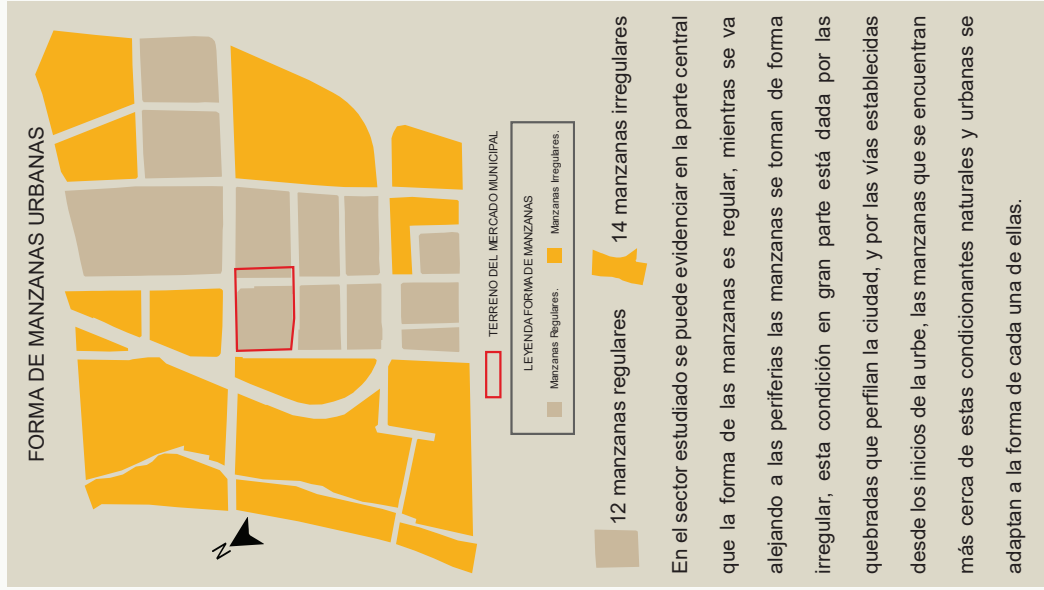 FORMA DE MANZANAS URBANAS
N
TERRENO DEL MERCADO MUNICIPAL
LEYENDA FORMA DE MANZANAS
Manzanas Regulares.
Manzanas Irregulares.
12 manzanas regulares
14 manzanas irregulares
En el sector estudiado se puede evidenciar en la parte central
que la forma de las manzanas es regular, mientras se va
alejando a las periferias las manzanas se toman de forma
irregular, esta condición en gran parte está dada por las
quebradas que perfilan la ciudad, y por las vías establecidas
desde los inicios de la urbe, las manzanas que se encuentran
más cerca de estas condicionantes naturales y urbanas se
adaptan a la forma de cada una de ellas.